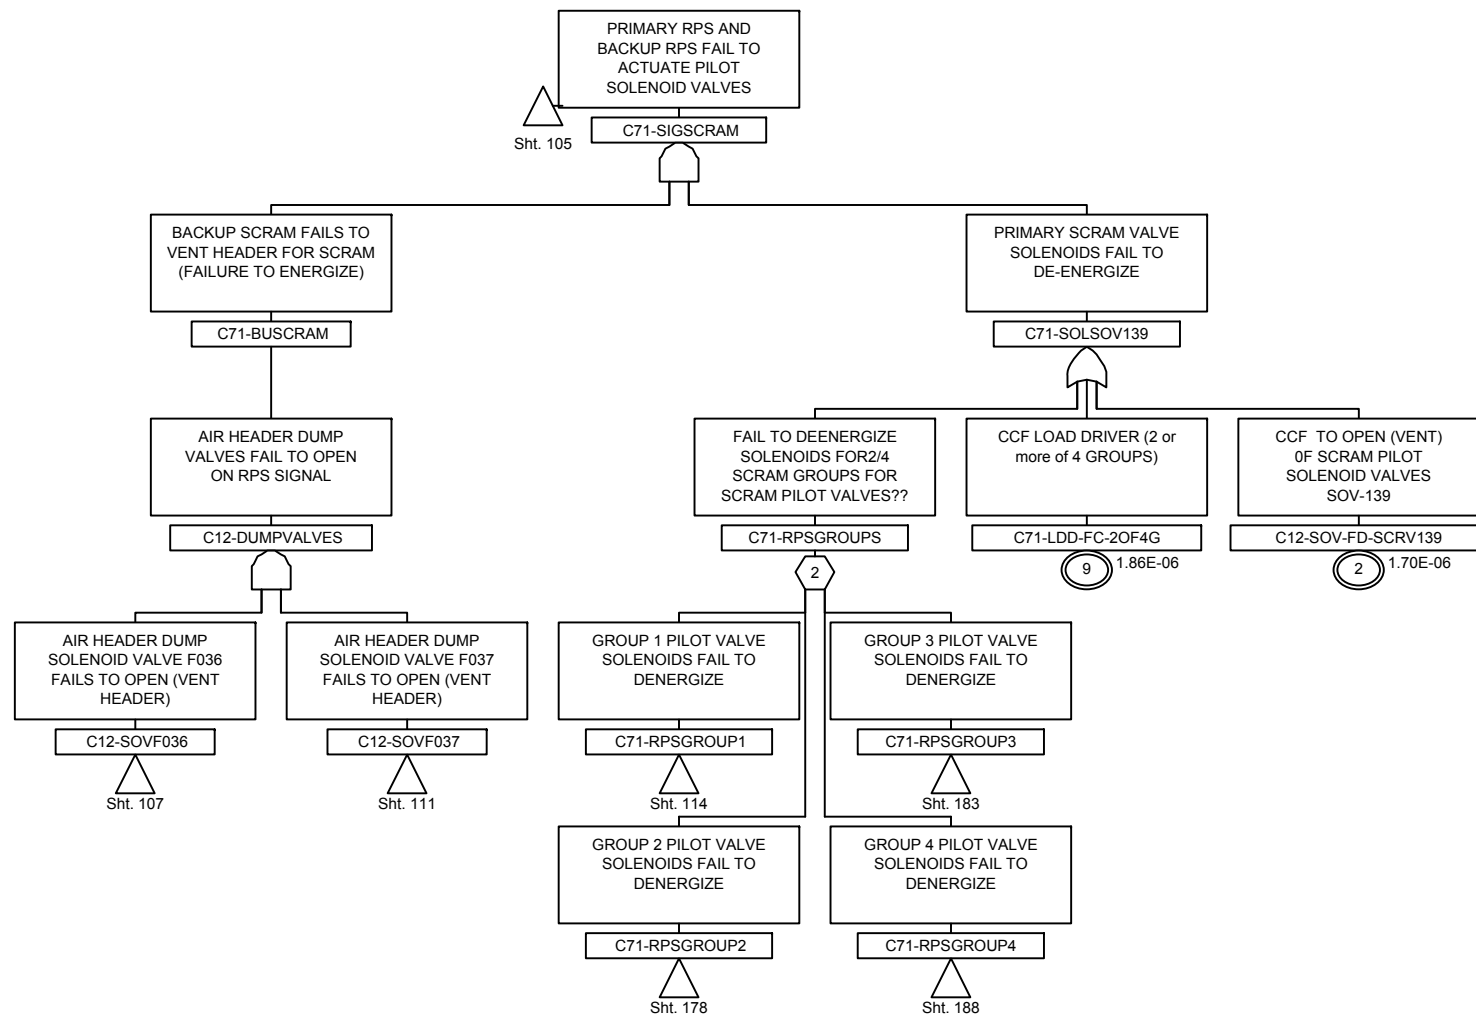 PRIMARY RPS AND
BACKUP RPS FAIL TO
ACTUATE PILOT
SOLENOID VALVES
Sht. 105
C71-SIGSCRAM
BACKUP SCRAM FAILS TO
VENT HEADER FOR SCRAM
(FAILURE TO ENERGIZE)
C71-BUSCRAM
PRIMARY SCRAM VALVE
SOLENOIDS FAIL TO
DE-ENERGIZE
C71-SOLSOV139
AIR HEADER DUMP
VALVES FAIL TO OPEN
ON RPS SIGNAL
C12-DUMPVALVES
FAIL TO DEENERGIZE
SOLENOIDS FOR2/4
SCRAM GROUPS FOR
SCRAM PILOT VALVES??
C71-RPSGROUPS
2
CCF LOAD DRIVER (2 or
more of 4 GROUPS)
C71-LDD-FC-2OF4G
9
1.86E-06
CCF  TO OPEN (VENT)
0F SCRAM PILOT
SOLENOID VALVES
SOV-139
C12-SOV-FD-SCRV139
2
1.70E-06
AIR HEADER DUMP
SOLENOID VALVE F036
FAILS TO OPEN (VENT
HEADER)
C12-SOVF036
Sht. 107
AIR HEADER DUMP
SOLENOID VALVE F037
FAILS TO OPEN (VENT
HEADER)
C12-SOVF037
Sht. 111
GROUP 1 PILOT VALVE
SOLENOIDS FAIL TO
DENERGIZE
C71-RPSGROUP1
Sht. 114
GROUP 3 PILOT VALVE
SOLENOIDS FAIL TO
DENERGIZE
C71-RPSGROUP3
Sht. 183
GROUP 2 PILOT VALVE
SOLENOIDS FAIL TO
DENERGIZE
C71-RPSGROUP2
Sht. 178
GROUP 4 PILOT VALVE
SOLENOIDS FAIL TO
DENERGIZE
C71-RPSGROUP4
Sht. 188